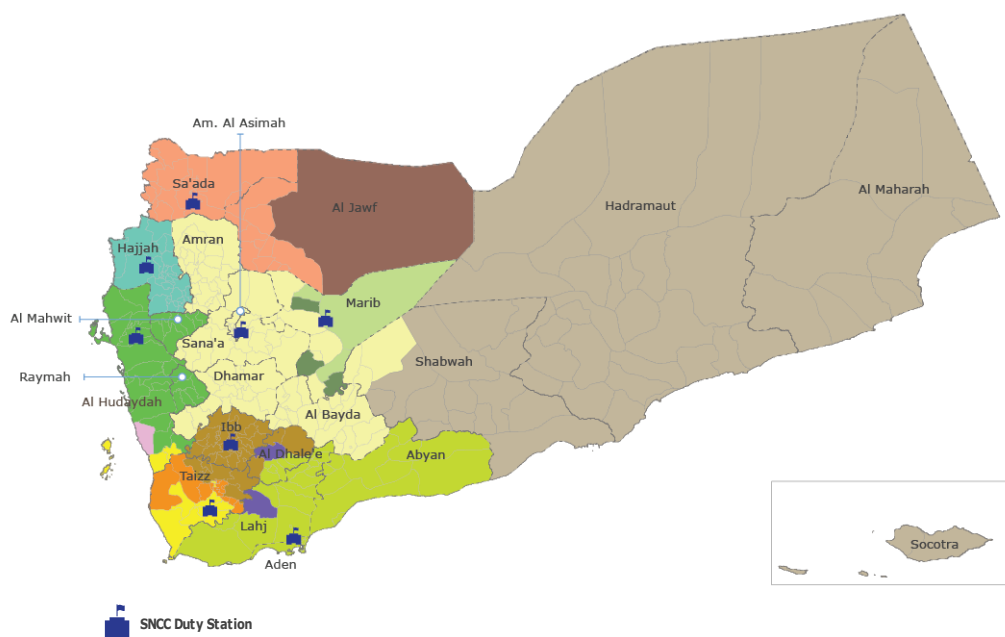 Am. Al Asimah
Sa'ada
Al Jawf
Hadramaut
Al Maharah
Amran
Hajjah
Marib
Al Mahwit
Sana'a
Shabwah
Raymah
Dhamar
Al Hudaydah
Al Bayda
Ibb
Al Dhale'e
Abyan
Taizz
Lahj
Aden
Socotra
SNCC Duty Station